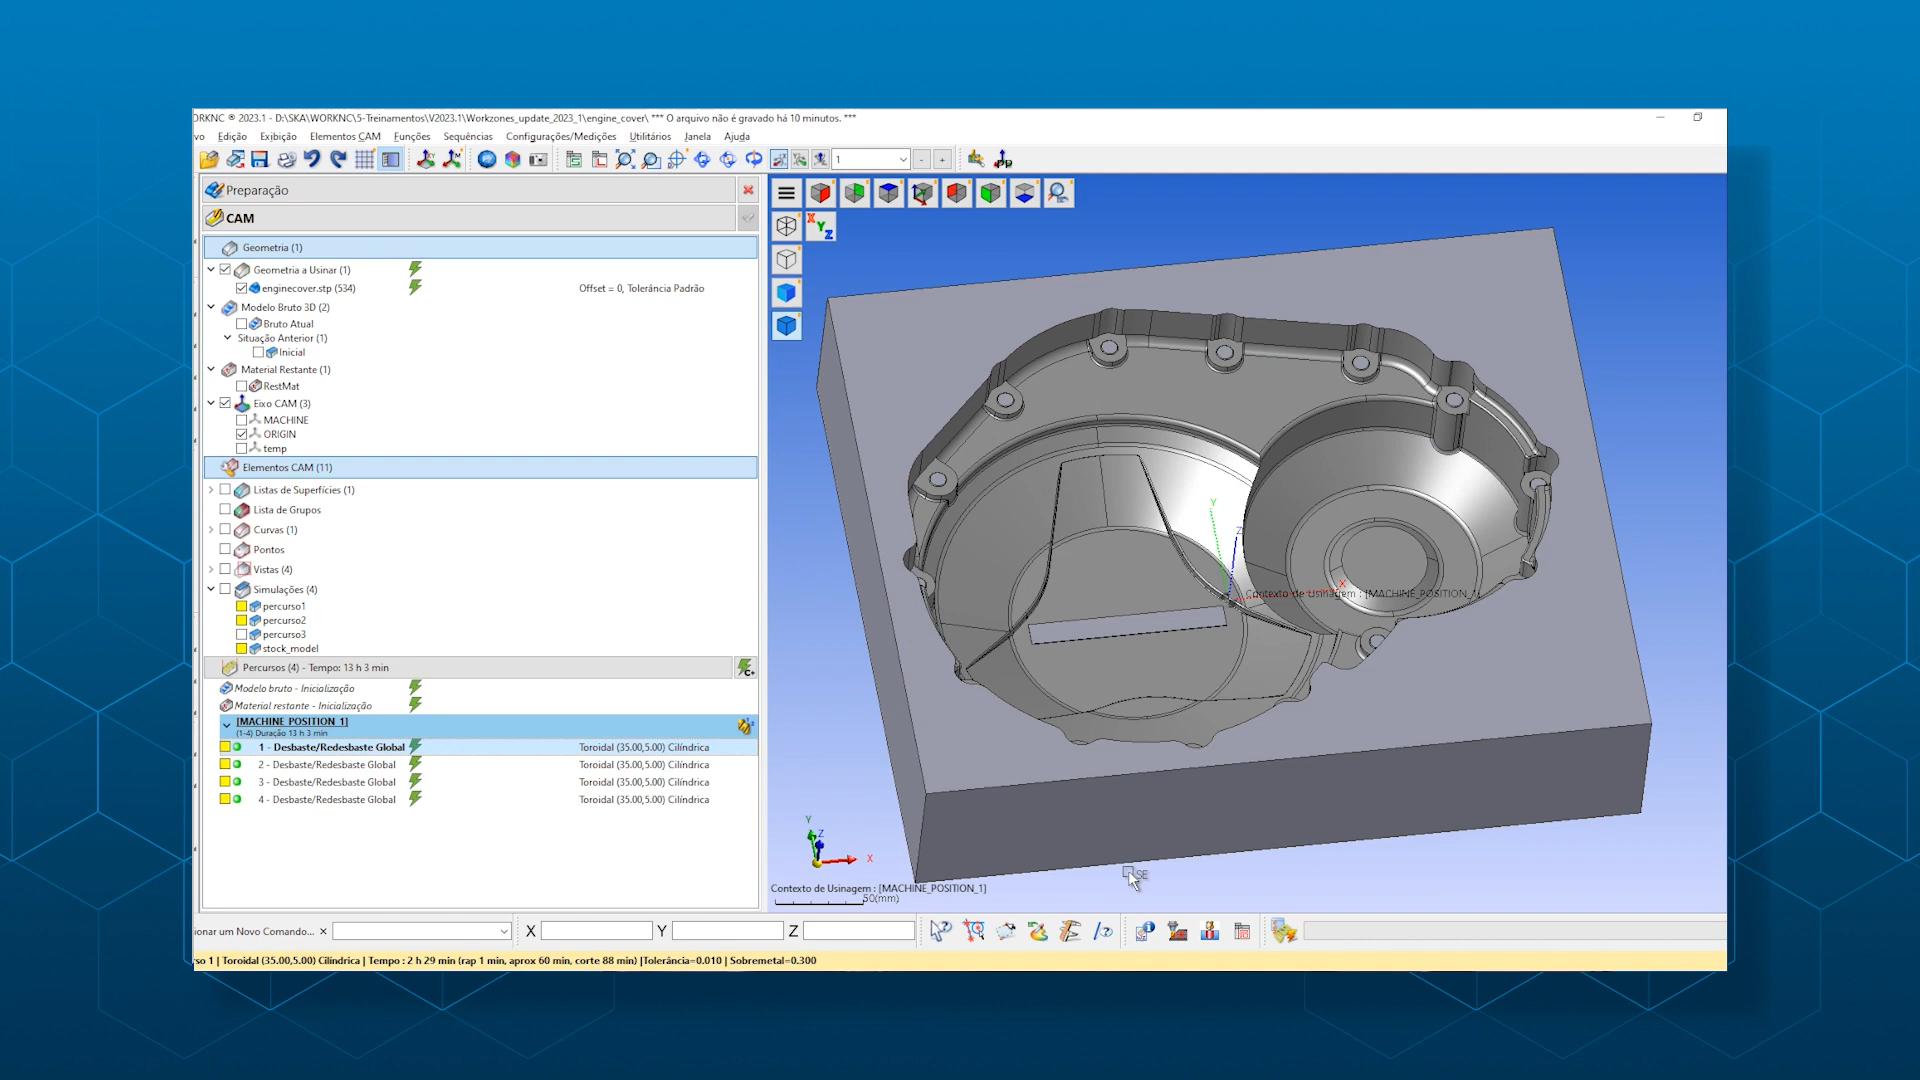 ORKNC ® 2023.1 - D:\SKA\WORKNC\5-Treinamentos\V2023.1\Workzones_update_2023_1\engine_cover\ *** O arquivo não é gravado há 10 minutos. ***
vo Edição Exibição Elementos CAM Funções Sequências Configurações/Medições Utilitários Janela Ajuda
1
Preparação
CAM
Geometria (1)
Geometria a Usinar (1)
enginecover.stp (534) Offset = 0, Tolerância Padrão
Modelo Bruto 3D (2)
Bruto Atual
Situação Anterior (1)
Inicial
Material Restante (1)
RestMat
Eixo CAM (3)
MACHINE
ORIGIN
temp
Elementos CAM (11)
Listas de Superfícies (1)
Lista de Grupos
Curvas (1)
Pontos
Vistas (4)
Simulações (4)
percurso1
percurso2
percurso3
stock_model
Percursos (4) - Tempo: 13 h 3 min
Modelo bruto - Inicialização
Material restante - Inicialização
[MACHINE_POSITION_1]
(1-4) Duração 13 h 3 min
1 - Desbaste/Redesbaste Global Toroidal (35.00,5.00) Cilíndrica
2 - Desbaste/Redesbaste Global Toroidal (35.00,5.00) Cilíndrica
3 - Desbaste/Redesbaste Global Toroidal (35.00,5.00) Cilíndrica
4 - Desbaste/Redesbaste Global Toroidal (35.00,5.00) Cilíndrica
X Y Z
Y
Z
X
Contexto de Usinagem : [MACHINE_POSITION_1]
Y
Z
X
SE
Contexto de Usinagem : [MACHINE_POSITION_1]
50(mm)
ionar um Novo Comando... X Y Z
so 1 | Toroidal (35.00,5.00) Cilíndrica | Tempo : 2 h 29 min (rap 1 min, aprox 60 min, corte 88 min) |Tolerância=0.010 | Sobremetal=0.300